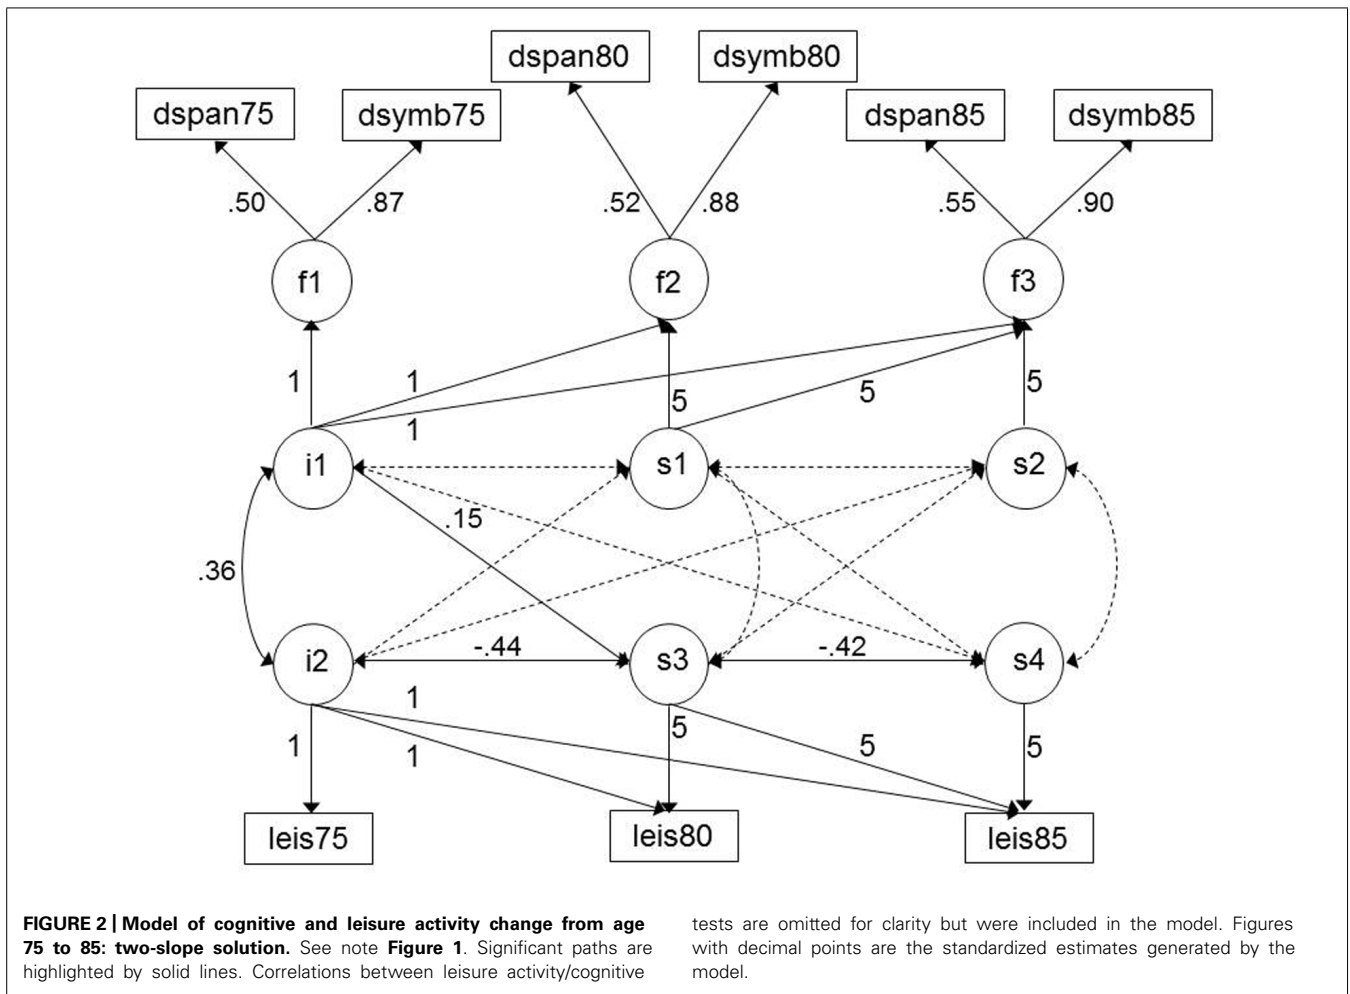 dspan80 dsymb80
dspan75 dsymb75 dspan85 dsymb85
.50 .87 .52 .88 .55 .90
f1 f2 f3
1 1 5 5 5
1
i1 s1 s2
.15
.36
i2 -.44 s3 -.42 s4
1 5
1 1 5 5
leis75 leis80 leis85
FIGURE 2 | Model of cognitive and leisure activity change from age
75 to 85: two-slope solution. See note Figure 1. Significant paths are
highlighted by solid lines. Correlations between leisure activity/cognitive
tests are omitted for clarity but were included in the model. Figures
with decimal points are the standardized estimates generated by the
model.